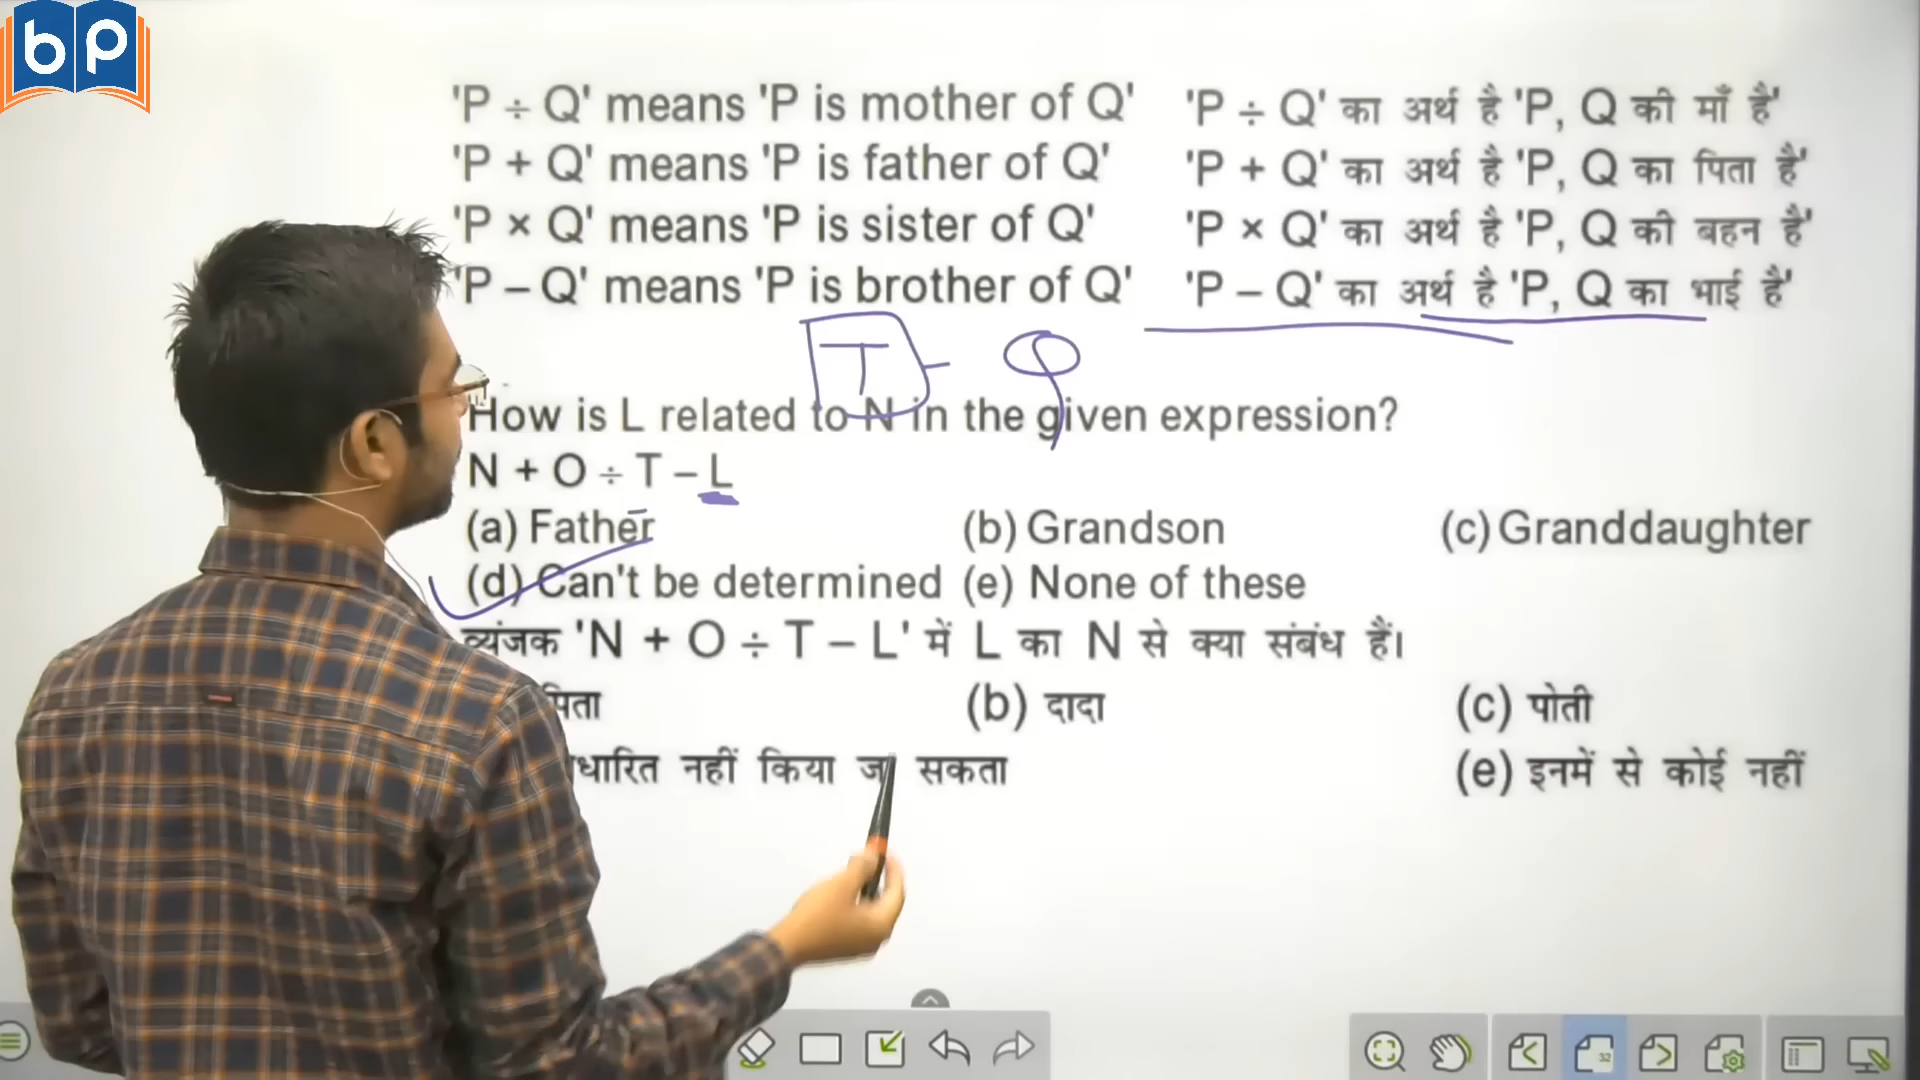 bp
'P ÷ Q' means 'P is mother of Q' 'P ÷ Q' का अर्थ है 'P, Q की माँ है'
'P + Q' means 'P is father of Q' 'P + Q' का अर्थ है 'P, Q का पिता है'
'P × Q' means 'P is sister of Q' 'P × Q' का अर्थ है 'P, Q की बहन है'
'P – Q' means 'P is brother of Q' 'P – Q' का अर्थ है 'P, Q का भाई है'
T –
How is L related to N in the given expression?
N + O ÷ T – L
(a) Father (b) Grandson (c) Granddaughter
(d) Can't be determined (e) None of these
व्यंजक 'N + O ÷ T – L' में L का N से क्या संबंध हैं।
पिता (b) दादा (c) पोती
धारित नहीं किया जा सकता (e) इनमें से कोई नहीं
32